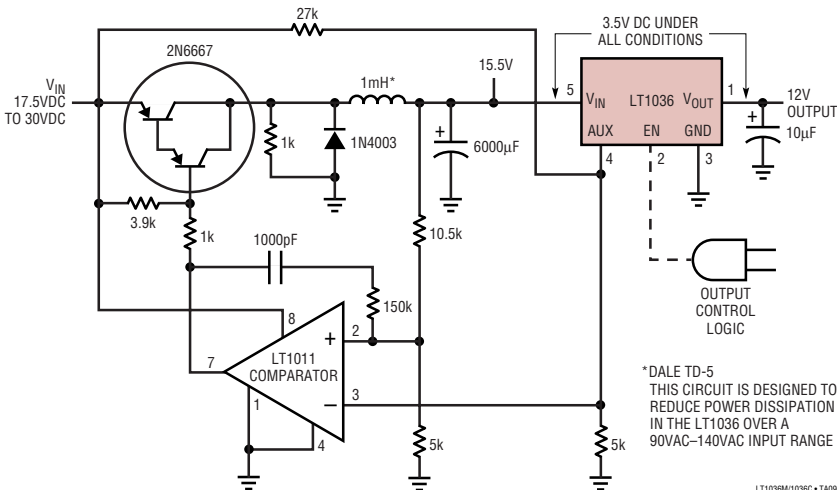 27k
3.5V DC UNDER
ALL CONDITIONS
2N6667
15.5V
1mH*
VIN
17.5VDC
TO 30VDC
5
VIN
LT1036
VOUT
1
12V
OUTPUT
AUX
EN
GND
+
10µF
4
2
3
1k
1N4003
+
6000µF
3.9k
1k
1000pF
10.5k
150k
OUTPUT
CONTROL
LOGIC
8
+
2
7
LT1011
COMPARATOR
1
–
3
4
5k
5k
*DALE TD-5
THIS CIRCUIT IS DESIGNED TO
REDUCE POWER DISSIPATION
IN THE LT1036 OVER A
90VAC–140VAC INPUT RANGE
LT1036M/1036C • TA09